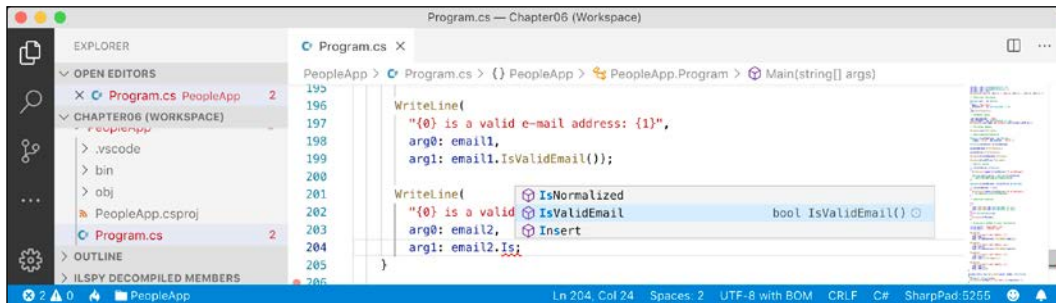 Program.cs — Chapter06 (Workspace)
EXPLORER
Program.cs
OPEN EDITORS
PeopleApp > Program.cs > {} PeopleApp > PeopleApp.Program > Main(string[] args)
Program.cs PeopleApp 2
CHAPTER06 (WORKSPACE)
PeopleApp
.vscode
bin
obj
PeopleApp.csproj
Program.cs 2
OUTLINE
ILSPY DECOMPILED MEMBERS
195
196 WriteLine(
197 "{0} is a valid e-mail address: {1}",
198 arg0: email1,
199 arg1: email1.IsValidEmail());
200
201 WriteLine(
202 "{0} is a valid
203 arg0: email2,
204 arg1: email2.Is;
205 }
206
IsNormalized
IsValidEmail bool IsValidEmail()
Insert
2 0 PeopleApp Ln 204, Col 24 Spaces: 2 UTF-8 with BOM CRLF C# SharpPad:5255